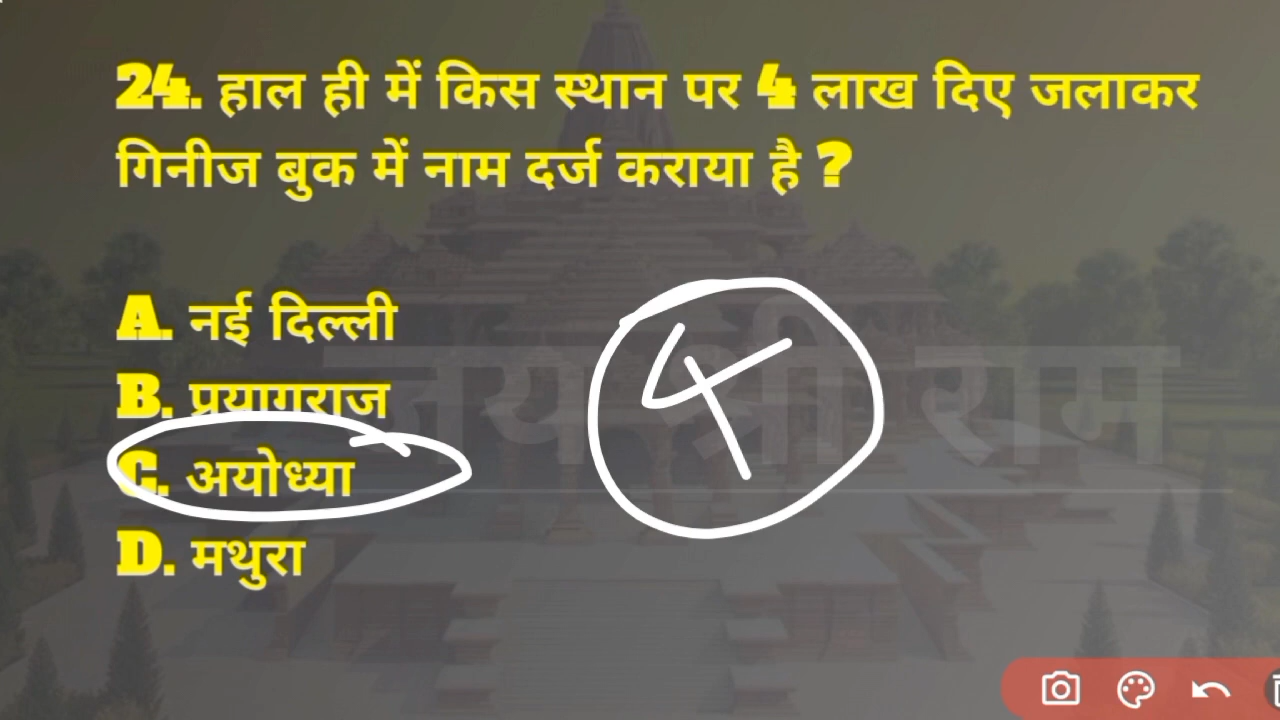 24. हाल ही में किस स्थान पर 4 लाख दिए जलाकर
गिनीज बुक में नाम दर्ज कराया है ?
A. नई दिल्ली
B. प्रयागराज
C. अयोध्या
D. मथुरा
4
जय श्री राम